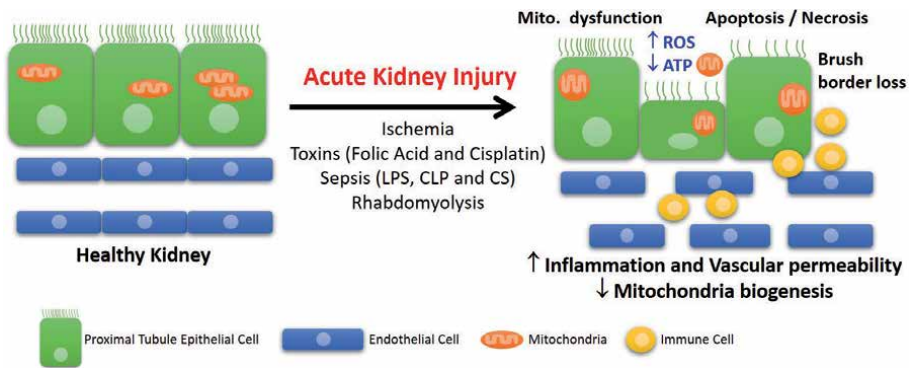 Mito. dysfunction
Apoptosis / Necrosis
↑ ROS
↓ ATP
Brush
border loss
Acute Kidney Injury
Ischemia
Toxins (Folic Acid and Cisplatin)
Sepsis (LPS, CLP and CS)
Rhabdomyolysis
Healthy Kidney
↑ Inflammation and Vascular permeability
↓ Mitochondria biogenesis
Proximal Tubule Epithelial Cell
Endothelial Cell
Mitochondria
Immune Cell